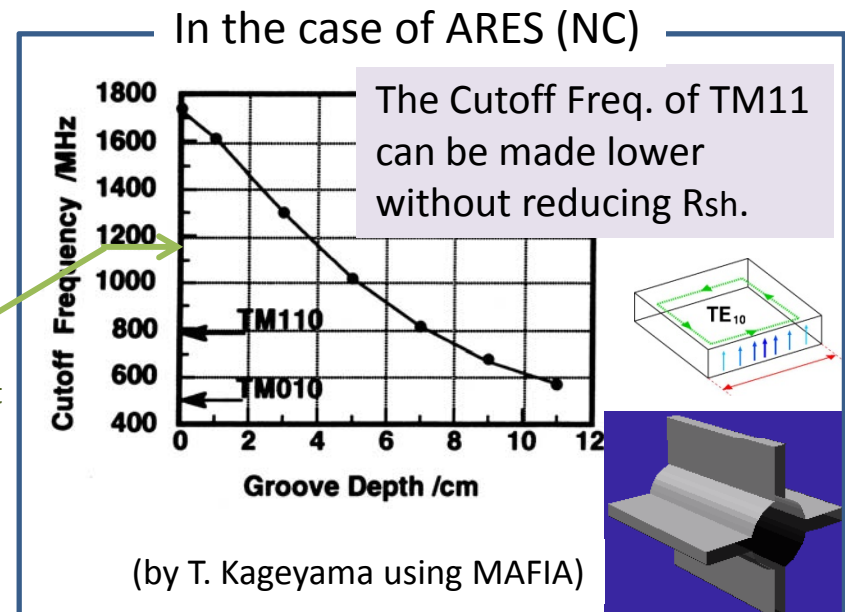 In the case of ARES (NC)
The Cutoff Freq. of TM11
can be made lower
without reducing Rsh.
Cutoff Frequency /MHz
1800
1600
1400
1200
1000
800
600
400
TM110
TM010
0 2 4 6 8 10 12
Groove Depth /cm
TE10
t
(by T. Kageyama using MAFIA)